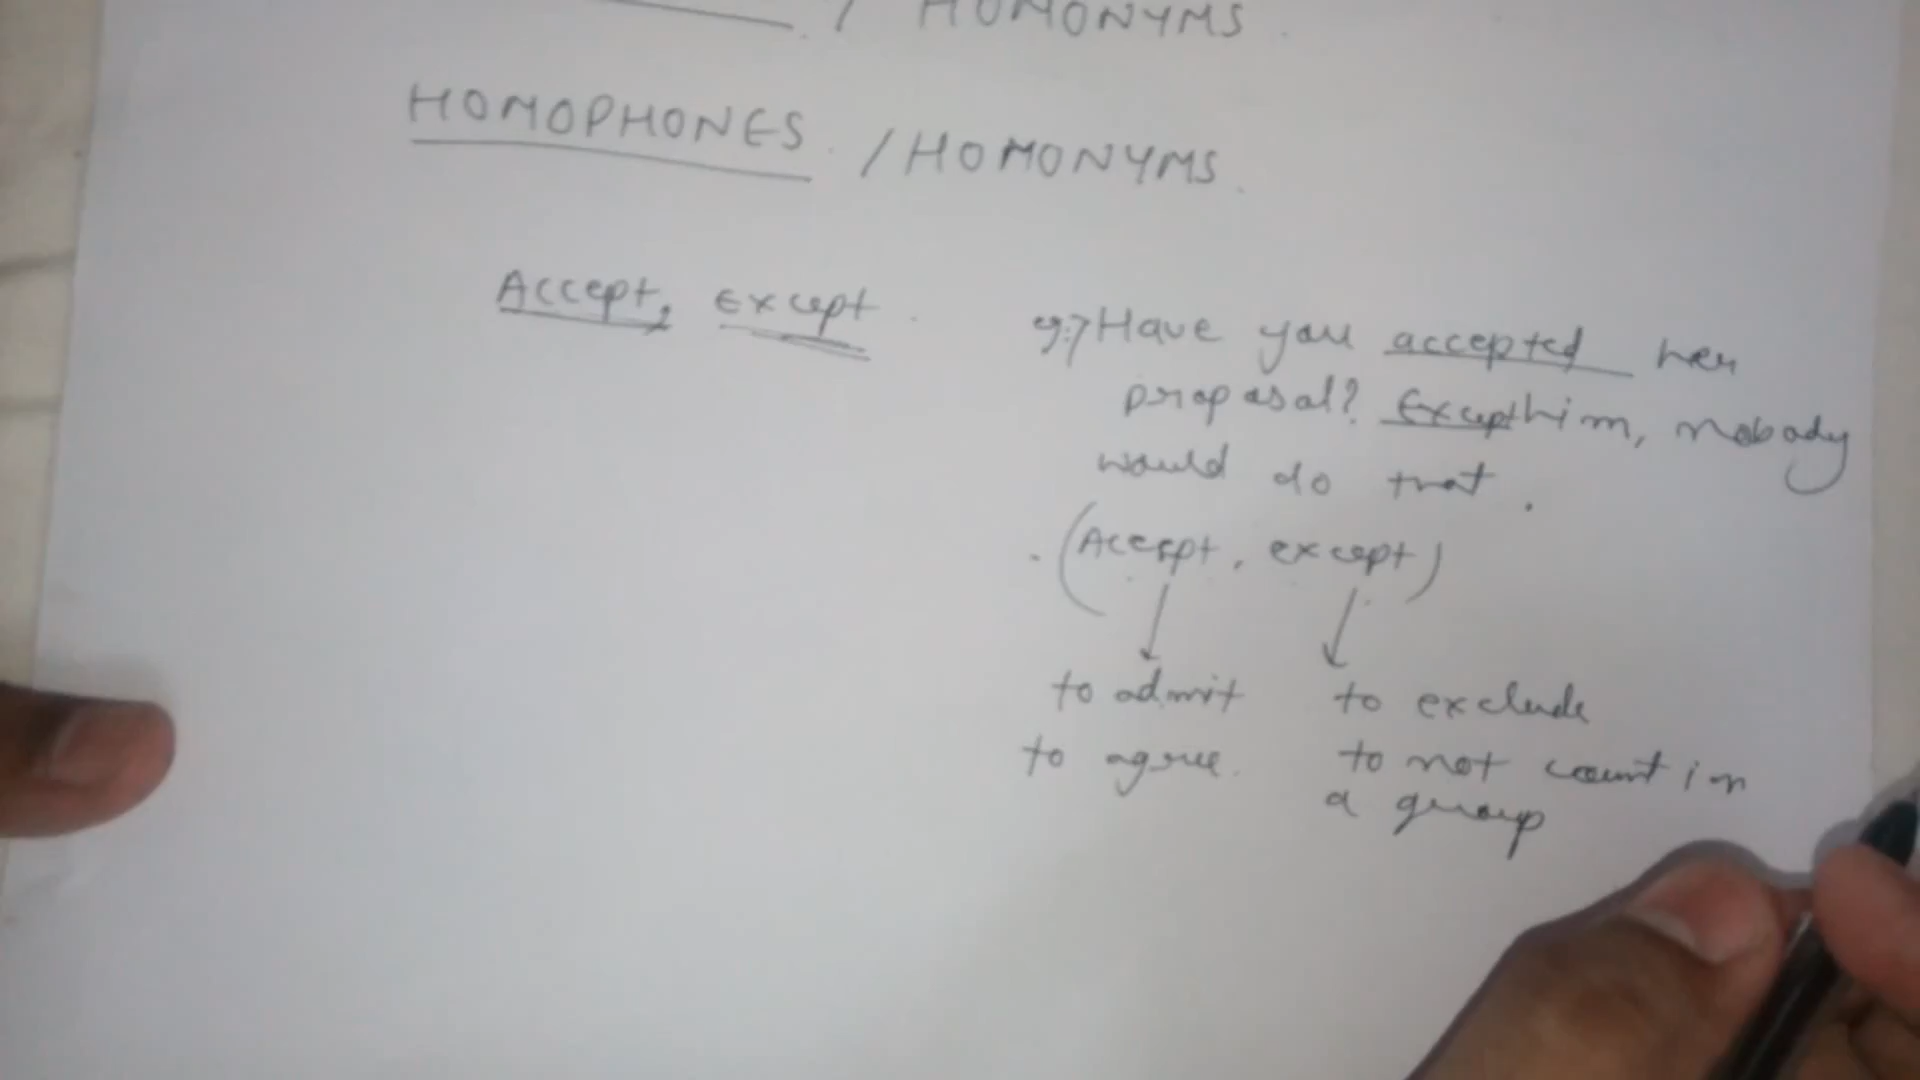 / HOMONYMS.
HOMOPHONES. / HOMONYMS.
Accept, Except.
eg:7 Have you accepted her
proposal? Except him, nobody
would do that.
. (Accept, except)
to admit to exclude
to agree. to not count in
a group